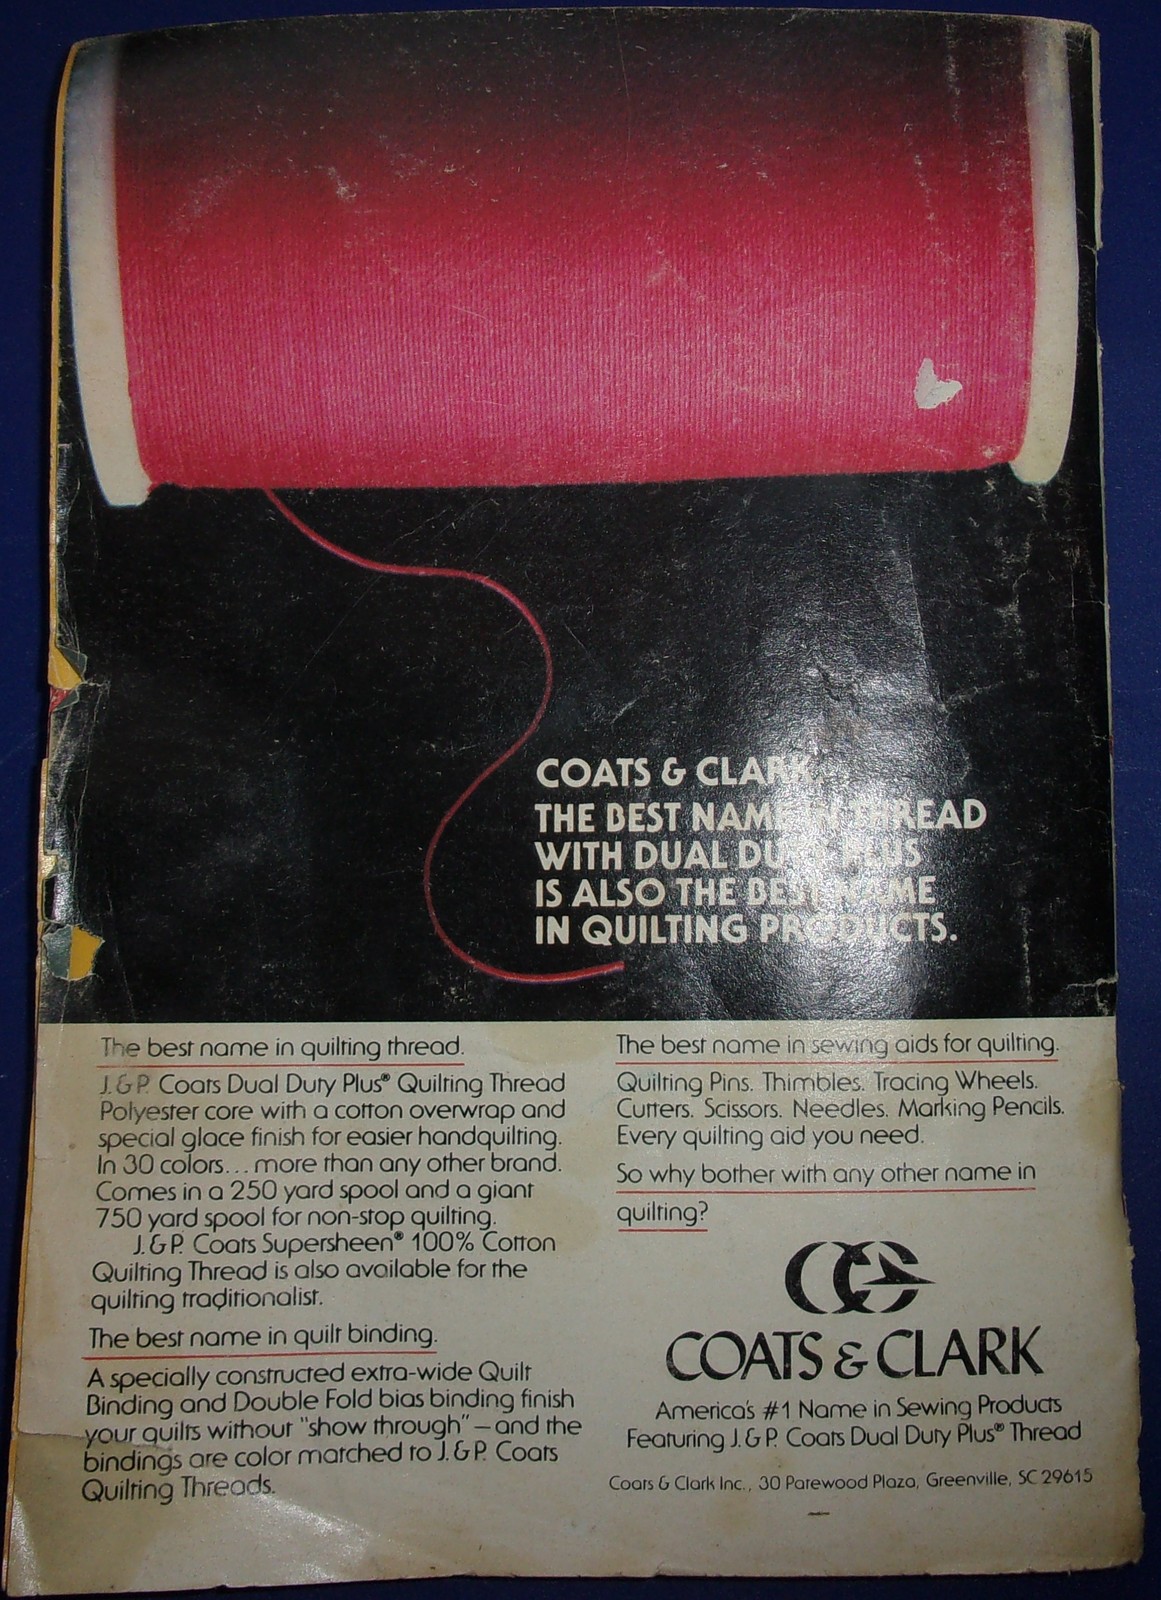 COATS & CLARK.
THE BEST NAME IN THREAD
WITH DUAL DUTY PLUS
IS ALSO THE BEST NAME
IN QUILTING PRODUCTS.
The best name in quilting thread.
J. & P. Coats Dual Duty Plus® Quilting Thread
Polyester core with a cotton overwrap and
special glace finish for easier handquilting.
In 30 colors... more than any other brand.
Comes in a 250 yard spool and a giant
750 yard spool for non-stop quilting.
J. & P. Coats Supersheen® 100% Cotton
Quilting Thread is also available for the
quilting traditionalist.
The best name in quilt binding.
A specially constructed extra-wide Quilt
Binding and Double Fold bias binding finish
your quilts without "show through" – and the
bindings are color matched to J. & P. Coats
Quilting Threads.
The best name in sewing aids for quilting.
Quilting Pins. Thimbles. Tracing Wheels.
Cutters. Scissors. Needles. Marking Pencils.
Every quilting aid you need.
So why bother with any other name in
quilting?
COATS & CLARK
America's #1 Name in Sewing Products
Featuring J. & P. Coats Dual Duty Plus® Thread
Coats & Clark Inc., 30 Patewood Plaza, Greenville, SC 29615